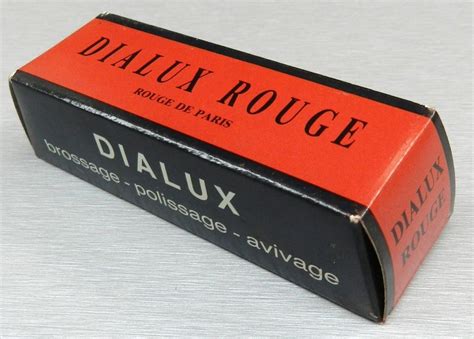 DIALUX ROUGE
ROUGE DE PARIS
DIALUX
brossage - polissage - avivage
DIALUX
ROUGE